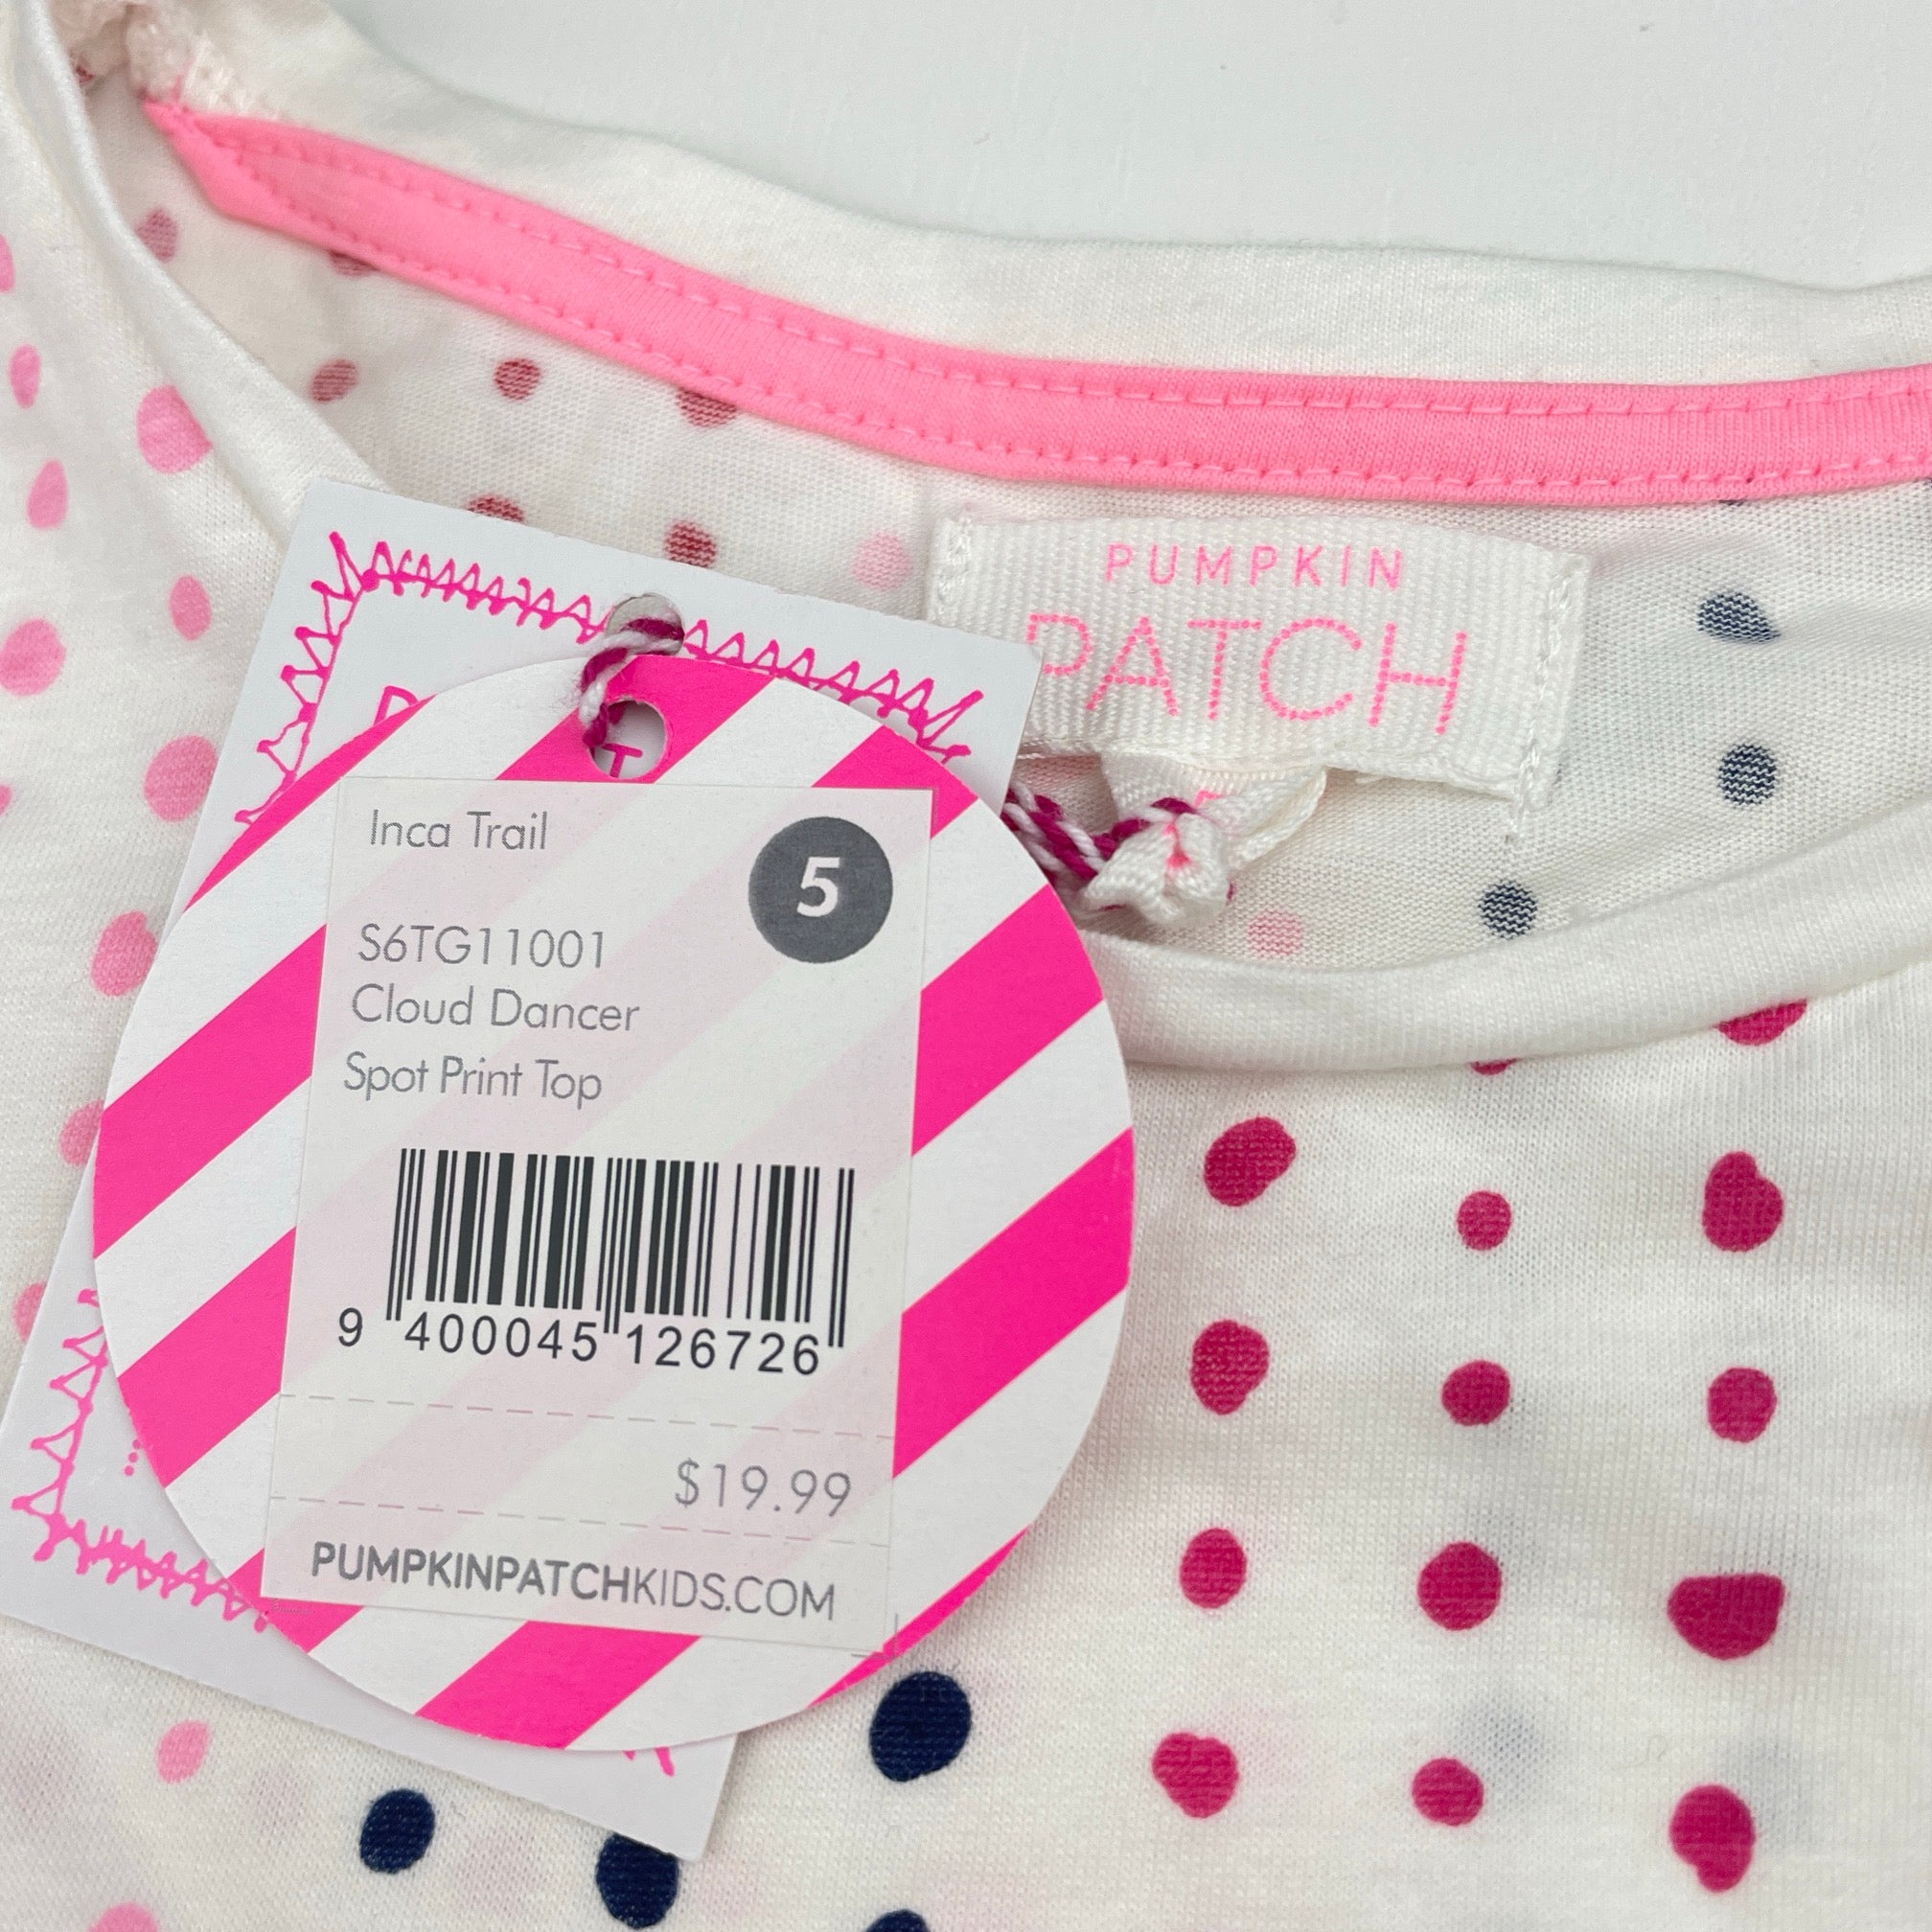 PUMPKIN
PATCH
Inca Trail
5
S6TG11001
Cloud Dancer
Spot Print Top
9 400045 126726
$19.99
PUMPKINPATCHKIDS.COM